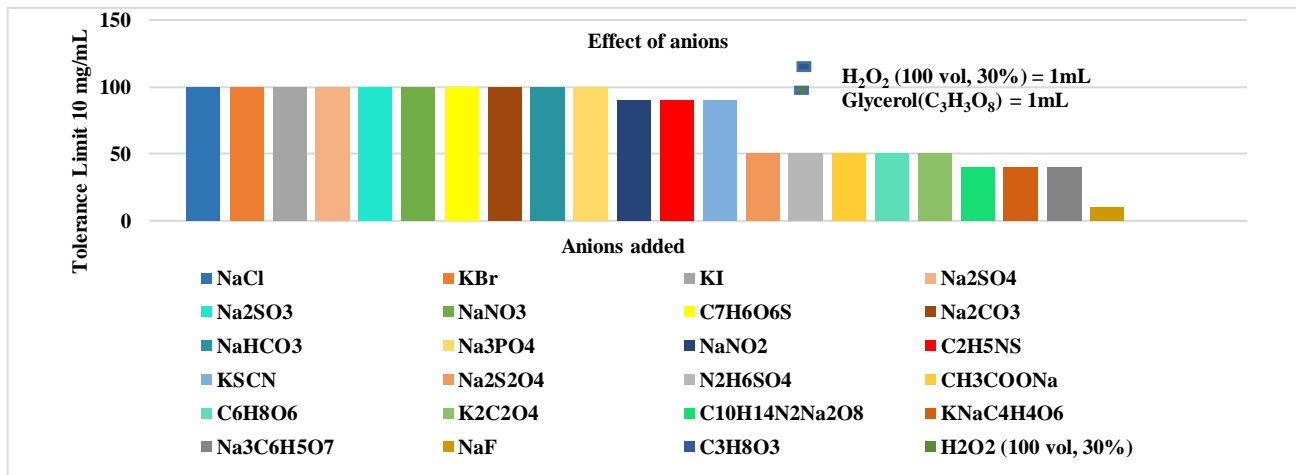 Effect of anions
H₂O₂ (100 vol, 30%) = 1mL
Glycerol(C₃H₃O₈) = 1mL
Tolerance Limit 10 mg/mL
150
100
50
0
Anions added
NaCl KBr KI Na2SO4
Na2SO3 NaNO3 C7H6O6S Na2CO3
NaHCO3 Na3PO4 NaNO2 C2H5NS
KSCN Na2S2O4 N2H6SO4 CH3COONa
C6H8O6 K2C2O4 C10H14N2Na2O8 KNaC4H4O6
Na3C6H5O7 NaF C3H8O3 H2O2 (100 vol, 30%)